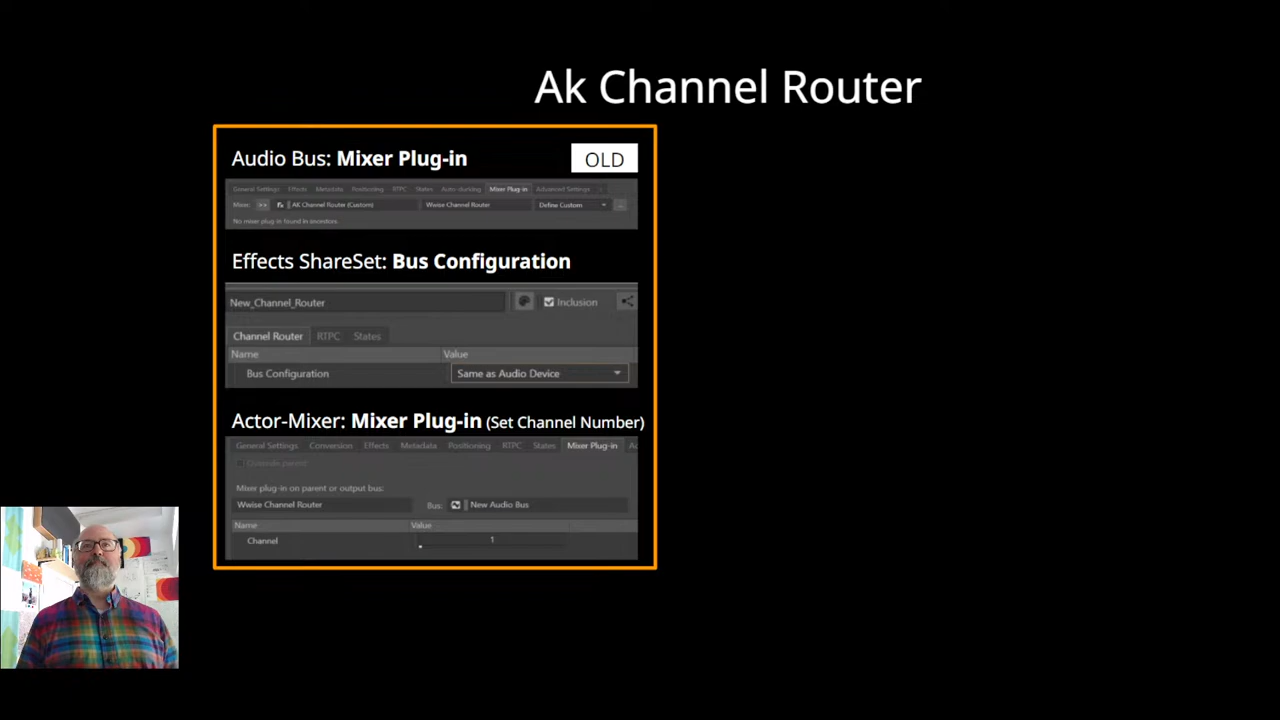 Ak Channel Router
Audio Bus: Mixer Plug-in
OLD
General Settings Effects Metadata Positioning RTPC States Auto-ducking Mixer Plug-in Advanced Settings
Mixer: >> AK Channel Router (Custom) Wwise Channel Router Define Custom ...
No mixer plug-in found in ancestors.
Effects ShareSet: Bus Configuration
New_Channel_Router Inclusion
Channel Router RTPC States
Name Value
Bus Configuration Same as Audio Device
Actor-Mixer: Mixer Plug-in (Set Channel Number)
General Settings Conversion Effects Metadata Positioning RTPC States Mixer Plug-in
Override parent
Mixer plug-in on parent or output bus:
Wwise Channel Router Bus: New Audio Bus
Name Value
Channel 1